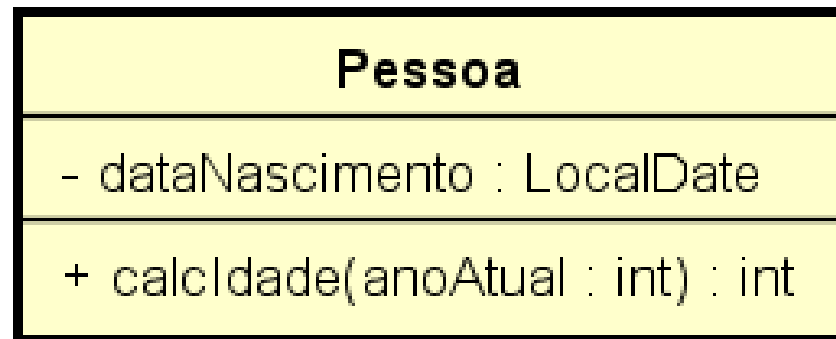 Pessoa
- dataNascimento : LocalDate
+ calcIdade(anoAtual : int) : int